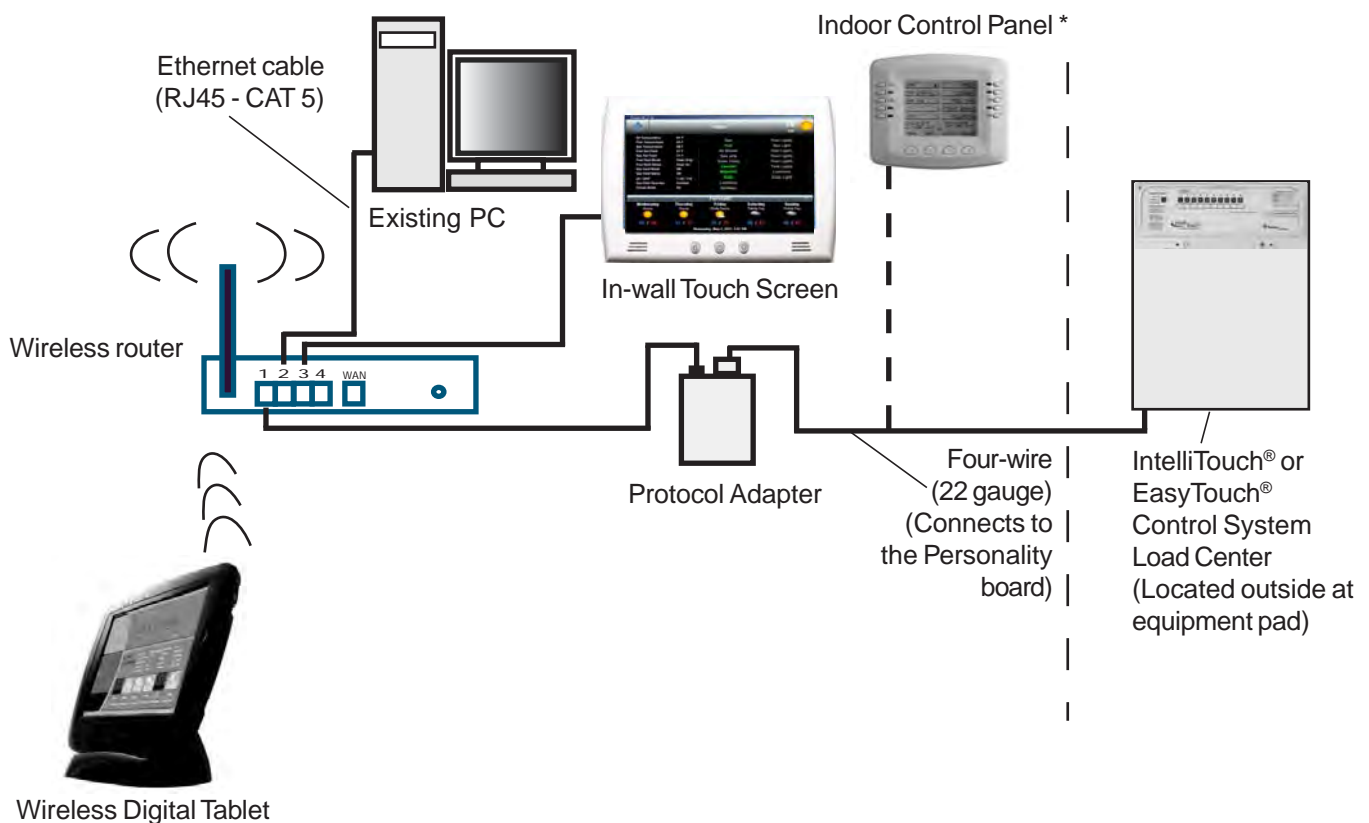 Indoor Control Panel *
Ethernet cable
(RJ45 - CAT 5)
Existing PC
In-wall Touch Screen
Wireless router
1 2 3 4 WAN
Protocol Adapter
Four-wire
(22 gauge)
(Connects to
the Personality
board)
IntelliTouch® or
EasyTouch®
Control System
Load Center
(Located outside at
equipment pad)
Wireless Digital Tablet